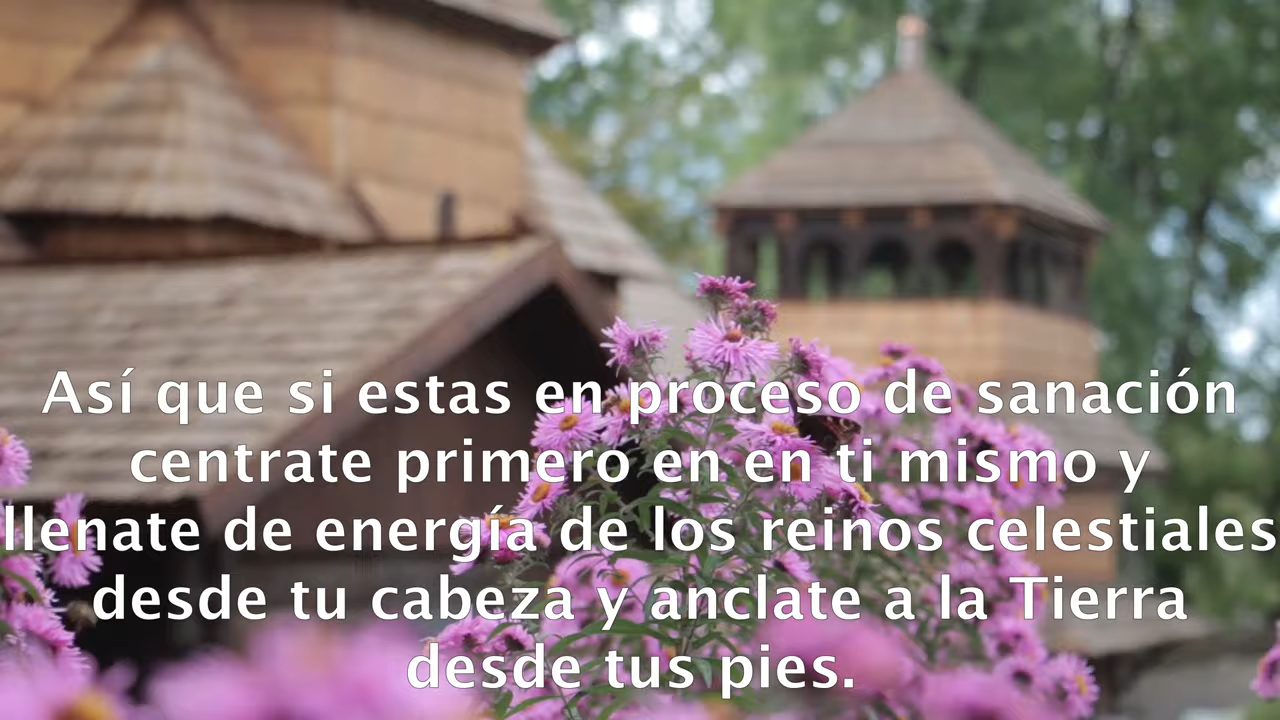 Así que si estas en proceso de sanación
centrate primero en en ti mismo y
llenate de energía de los reinos celestiales
desde tu cabeza y anclate a la Tierra
desde tus pies.